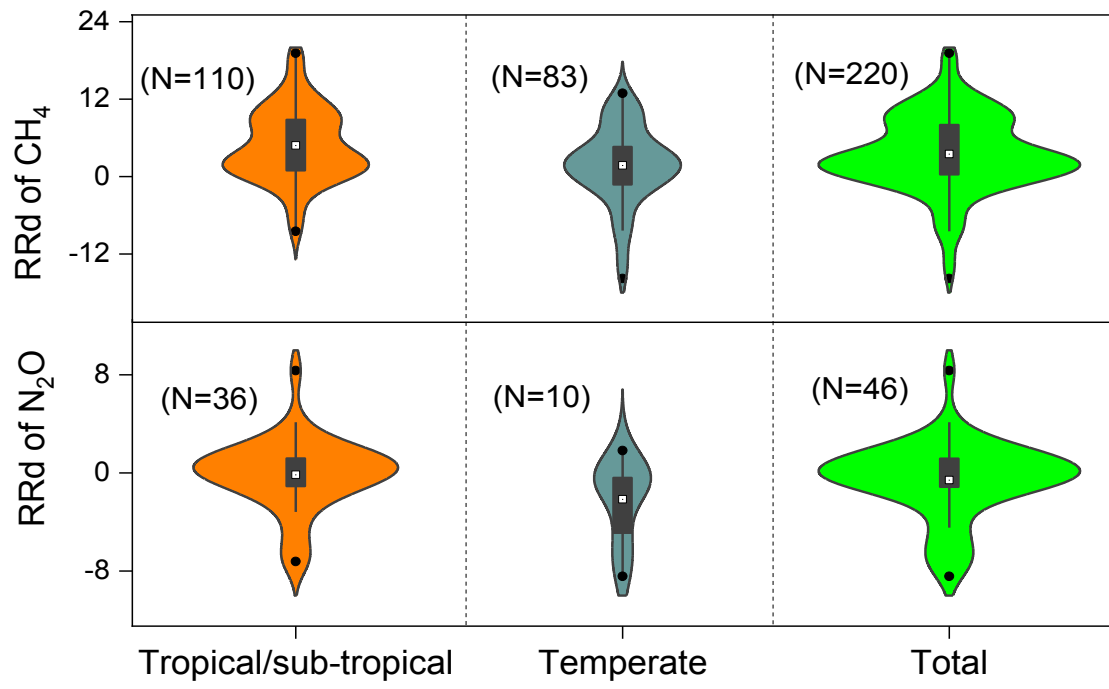 RRd of CH₄
24
12
0
-12
(N=110)
(N=83)
(N=220)
RRd of N₂O
8
0
-8
(N=36)
(N=10)
(N=46)
Tropical/sub-tropical
Temperate
Total